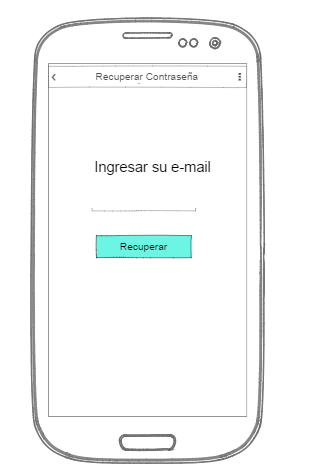 Recuperar Contraseña
Ingresar su e-mail
Recuperar